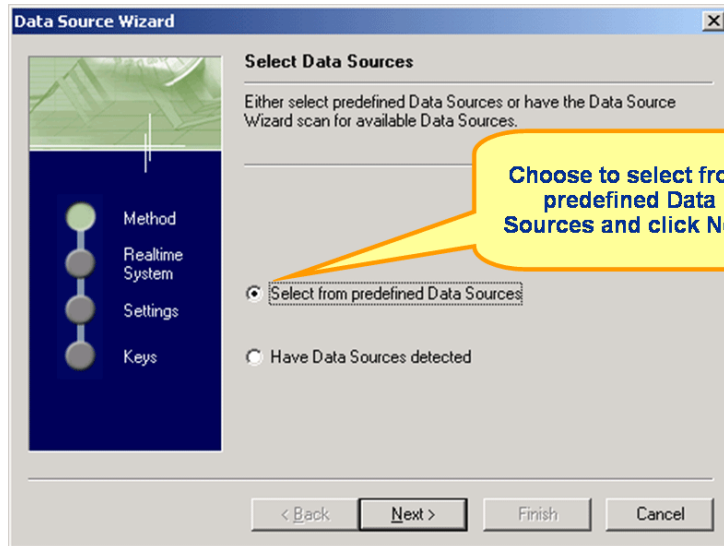 Data Source Wizard
Select Data Sources
Either select predefined Data Sources or have the Data Source
Wizard scan for available Data Sources.
Choose to select
predefined Data
Sources and click
Method
Realtime
System
Settings
Keys
Select from predefined Data Sources
Have Data Sources detected
< Back
Next >
Finish
Cancel